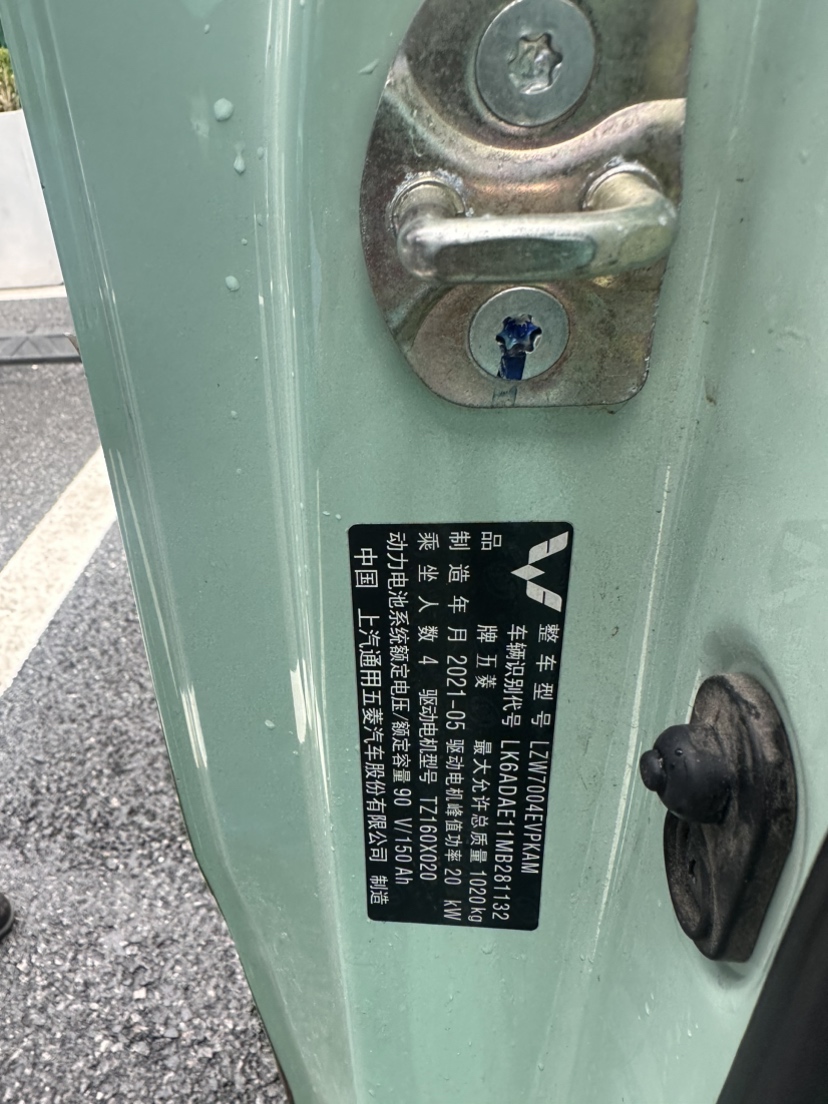 整车型号 LZW7004EVPKAM
车辆识别代号 LK6ADAE11MB281132
品牌 五菱 最大允许总质量 1020 kg
制造年月 2021-05 驱动电机峰值功率 20 kW
乘坐人数 4 驱动电机型号 TZ160X020
动力电池系统额定电压/额定容量 90 V/150 Ah
中国 上汽通用五菱汽车股份有限公司 制造